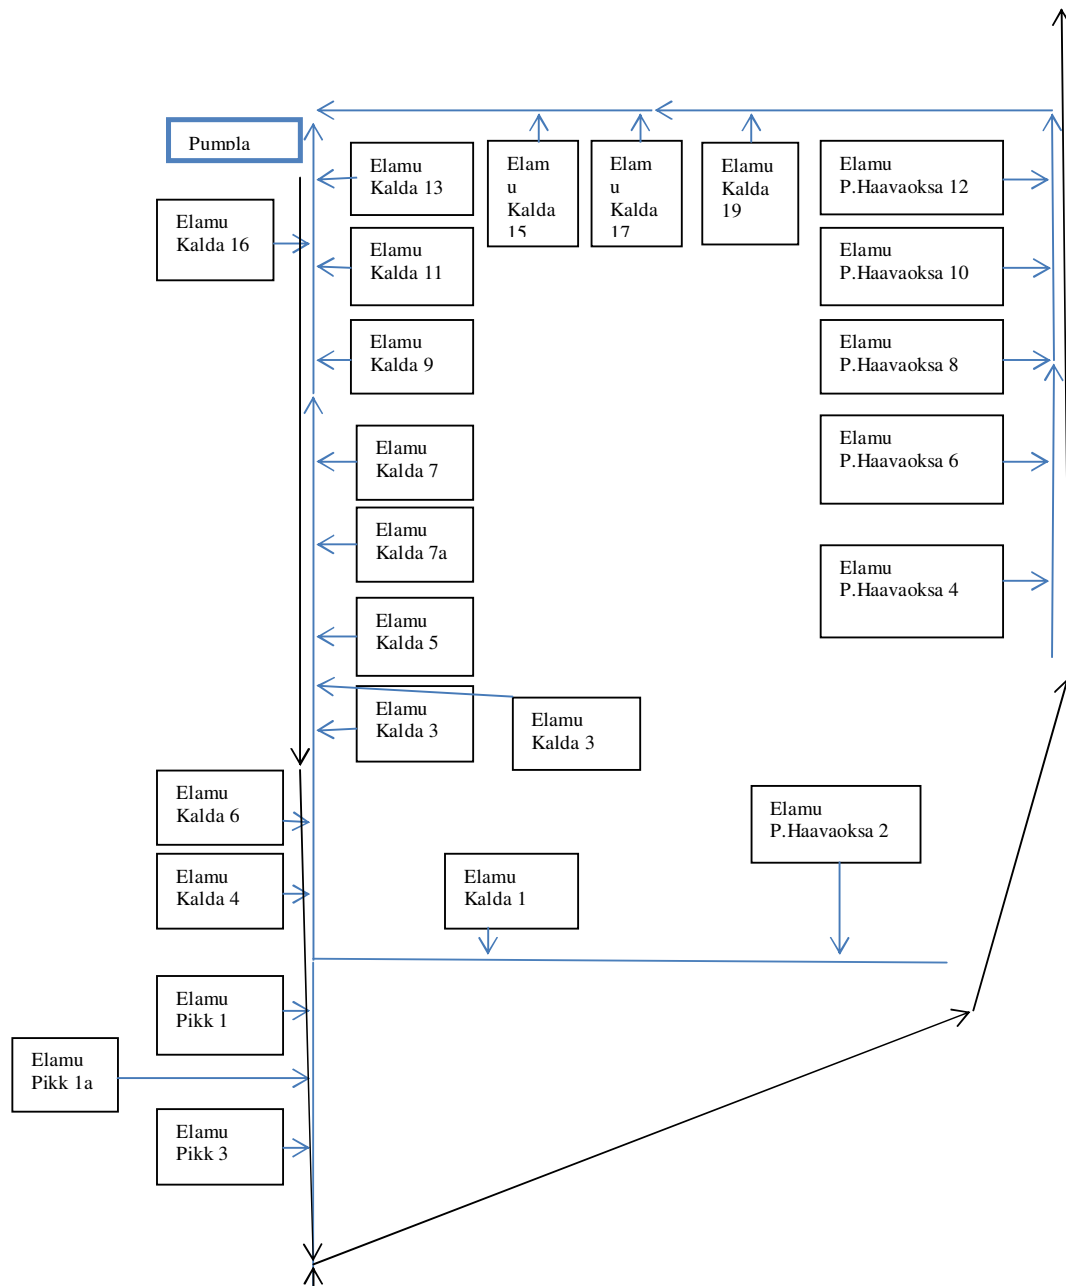 Pumpla
Elamu
Kalda 13
Elam
u
Kalda
15
Elam
u
Kalda
17
Elamu
Kalda
19
Elamu
P.Haavaoksa 12
Elamu
Kalda 16
Elamu
Kalda 11
Elamu
P.Haavaoksa 10
Elamu
Kalda 9
Elamu
P.Haavaoksa 8
Elamu
Kalda 7
Elamu
P.Haavaoksa 6
Elamu
Kalda 7a
Elamu
P.Haavaoksa 4
Elamu
Kalda 5
Elamu
Kalda 3
Elamu
Kalda 3
Elamu
Kalda 6
Elamu
P.Haavaoksa 2
Elamu
Kalda 4
Elamu
Kalda 1
Elamu
Pikk 1
Elamu
Pikk 1a
Elamu
Pikk 3